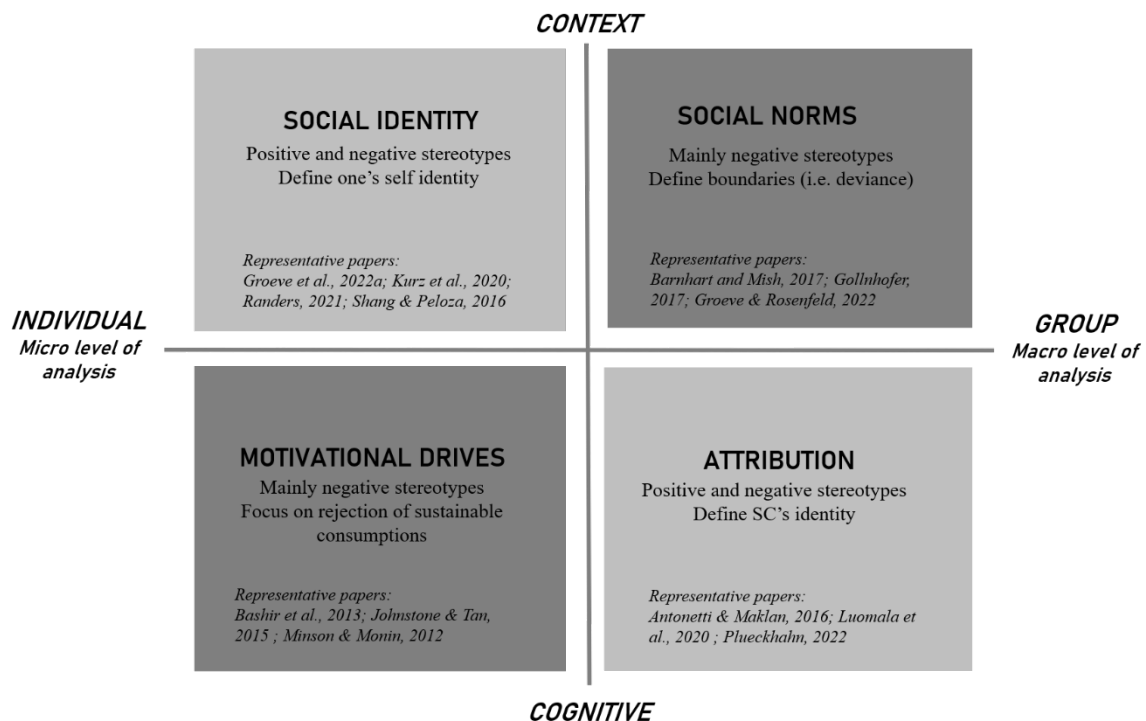 CONTEXT
SOCIAL IDENTITY
Positive and negative stereotypes
Define one's self identity
Representative papers:
Groeve et al., 2022a; Kurz et al., 2020;
Randers, 2021; Shang & Peloza, 2016
SOCIAL NORMS
Mainly negative stereotypes
Define boundaries (i.e. deviance)
Representative papers:
Barnhart and Mish, 2017; Gollnhofer,
2017; Groeve & Rosenfeld, 2022
INDIVIDUAL
Micro level of
analysis
GROUP
Macro level of
analysis
MOTIVATIONAL DRIVES
Mainly negative stereotypes
Focus on rejection of sustainable
consumptions
Representative papers:
Bashir et al., 2013; Johnstone & Tan,
2015 ; Minson & Monin, 2012
ATTRIBUTION
Positive and negative stereotypes
Define SC's identity
Representative papers:
Antonetti & Maklan, 2016; Luomala et
al., 2020 ; Plueckhahn, 2022
COGNITIVE